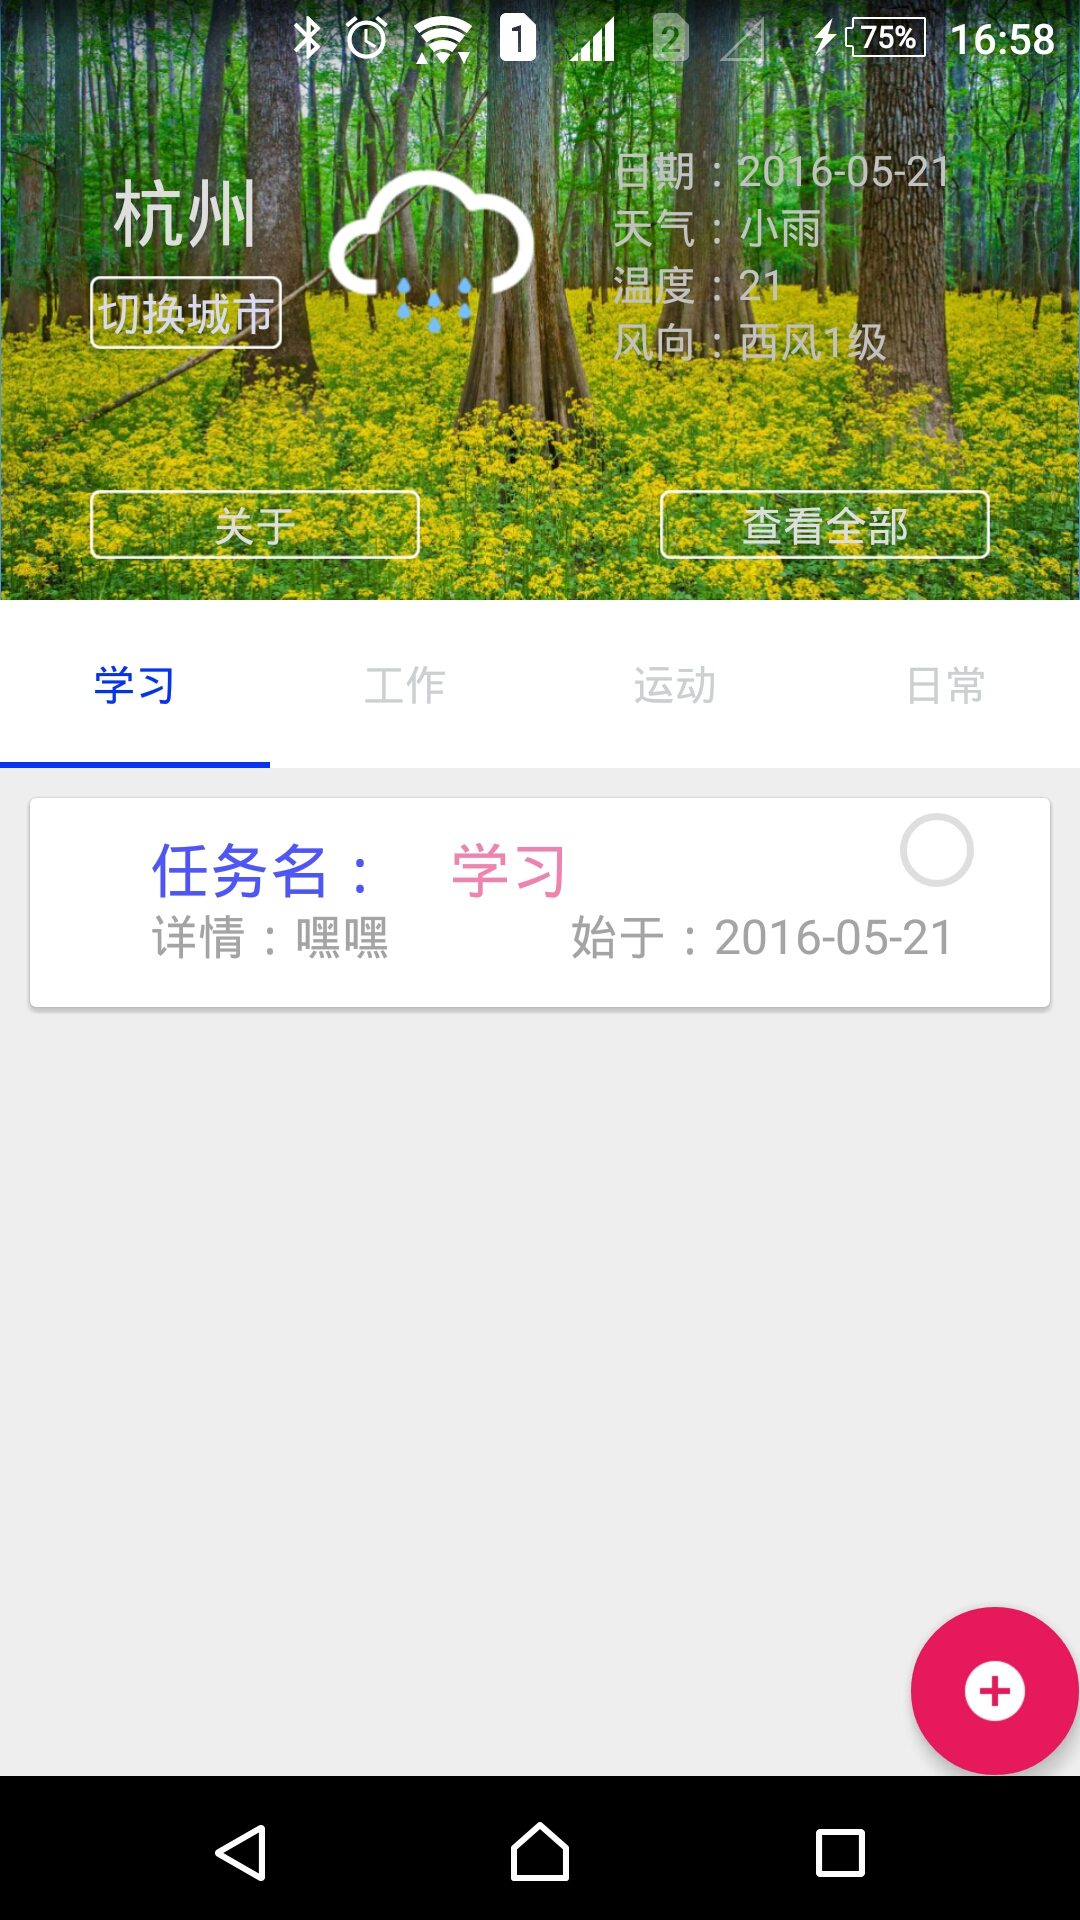 1 2 75% 16:58
杭州
切换城市
日期：2016-05-21
天气：小雨
温度：21
风向：西风1级
关于
查看全部
学习 工作 运动 日常
任务名： 学习
详情：嘿嘿 始于：2016-05-21